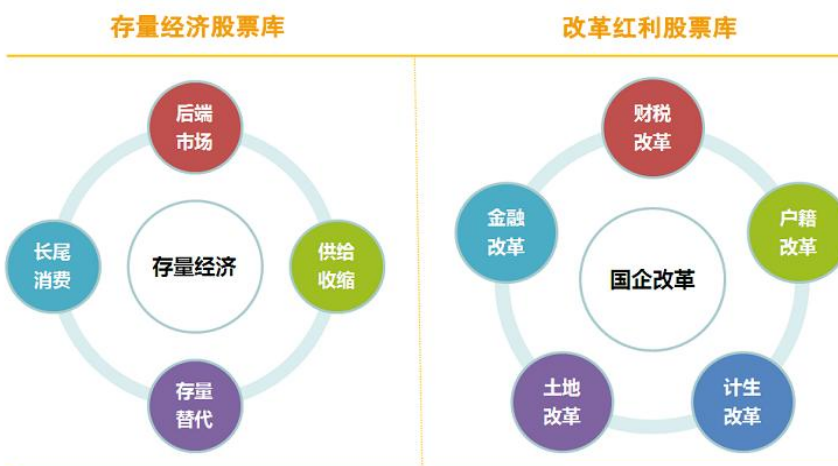 存量经济股票库
改革红利股票库
后端
市场
长尾
消费
存量经济
供给
收缩
存量
替代
财税
改革
金融
改革
户籍
改革
国企改革
土地
改革
计生
改革